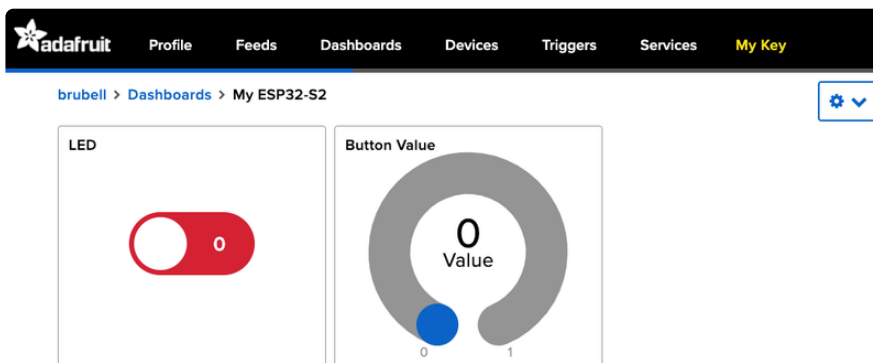 adafruit Profile Feeds Dashboards Devices Triggers Services My Key
brubell > Dashboards > My ESP32-S2
LED
0
Button Value
0
Value
0 1